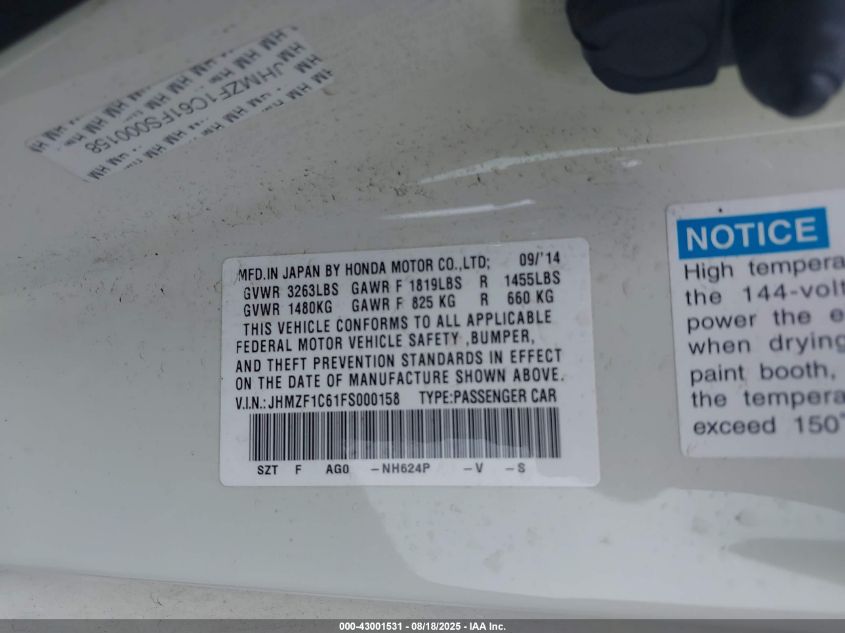 JHMZF1C61FS000158
MFD.IN JAPAN BY HONDA MOTOR CO.,LTD; 09/'14
GVWR 3263LBS GAWR F 1819LBS R 1455LBS
GVWR 1480KG GAWR F 825 KG R 660 KG
THIS VEHICLE CONFORMS TO ALL APPLICABLE
FEDERAL MOTOR VEHICLE SAFETY ,BUMPER,
AND THEFT PREVENTION STANDARDS IN EFFECT
ON THE DATE OF MANUFACTURE SHOWN ABOVE.
V.I.N.:JHMZF1C61FS000158 TYPE:PASSENGER CAR
SZT F AG0 -NH624P -V -S
NOTICE
High tempera
the 144-volt
power the e
when drying
paint booth,
the tempera
exceed 150°
000-43001531 - 08/18/2025 - IAA Inc.